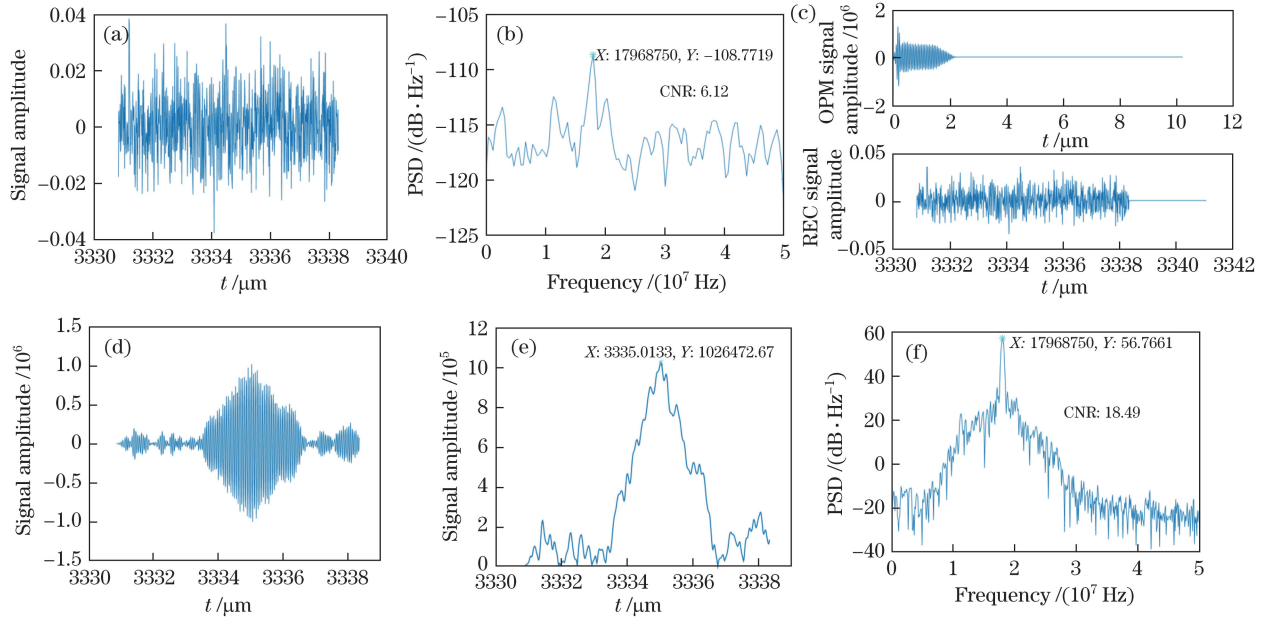 (a)
Signal amplitude
0.04
0.02
0
−0.02
−0.04
3330 3332 3334 3336 3338 3340
t /μm
(b)
PSD /(dB·Hz⁻¹)
−105
−110
−115
−120
−125
X: 17968750, Y: −108.7719
CNR: 6.12
0 1 2 3 4 5
Frequency /(10⁷ Hz)
(c)
OPM signal
amplitude /10⁶
2
0
−2
0 2 4 6 8 10 12
t /μm
REC signal
amplitude
0.05
0
−0.05
3330 3332 3334 3336 3338 3340 3342
t /μm
(d)
Signal amplitude /10⁶
1.5
1.0
0.5
0
−0.5
−1.0
−1.5
3330 3332 3334 3336 3338
t /μm
(e)
Signal amplitude /10⁵
12
10
8
6
4
2
0
X: 3335.0133, Y: 1026472.67
3330 3332 3334 3336 3338
t /μm
(f)
PSD /(dB·Hz⁻¹)
60
40
20
0
−20
−40
X: 17968750, Y: 56.7661
CNR: 18.49
0 1 2 3 4 5
Frequency /(10⁷ Hz)